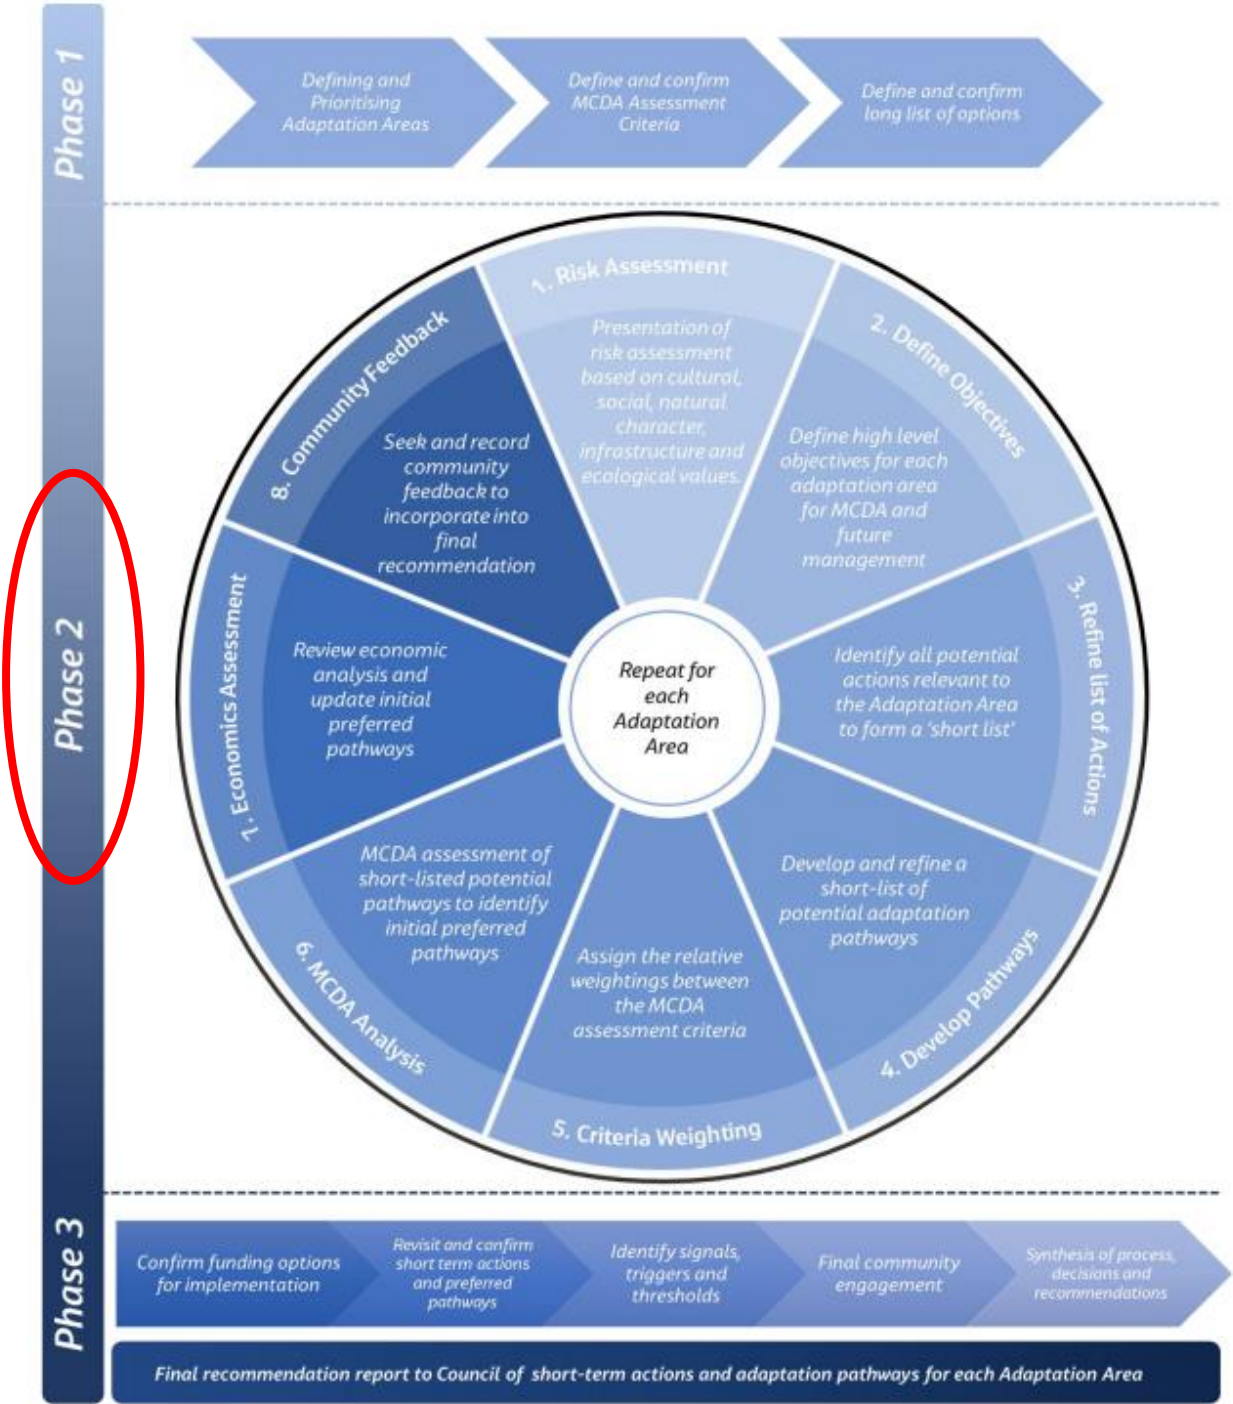 Phase 1
Defining and
Prioritising
Adaptation Areas
Define and confirm
MCDA Assessment
Criteria
Define and confirm
long list of options
Phase 2
1. Risk Assessment
Presentation of
risk assessment
based on cultural,
social, natural
character,
infrastructure and
ecological values.
2. Define Objectives
Define high level
objectives for each
adaptation area
for MCDA and
future
management
3. Refine list of Actions
Identify all potential
actions relevant to
the Adaptation Area
to form a 'short list'
4. Develop Pathways
Develop and refine a
short-list of
potential adaptation
pathways
5. Criteria Weighting
Assign the relative
weightings between
the MCDA
assessment criteria
6. MCDA Analysis
MCDA assessment of
short-listed potential
pathways to identify
initial preferred
pathways
7. Economics Assessment
Review economic
analysis and
update initial
preferred
pathways
8. Community Feedback
Seek and record
community
feedback to
incorporate into
final
recommendation
Repeat for
each
Adaptation
Area
Phase 3
Confirm funding options
for implementation
Revisit and confirm
short term actions
and preferred
pathways
Identify signals,
triggers and
thresholds
Final community
engagement
Synthesis of process,
decisions and
recommendations
Final recommendation report to Council of short-term actions and adaptation pathways for each Adaptation Area